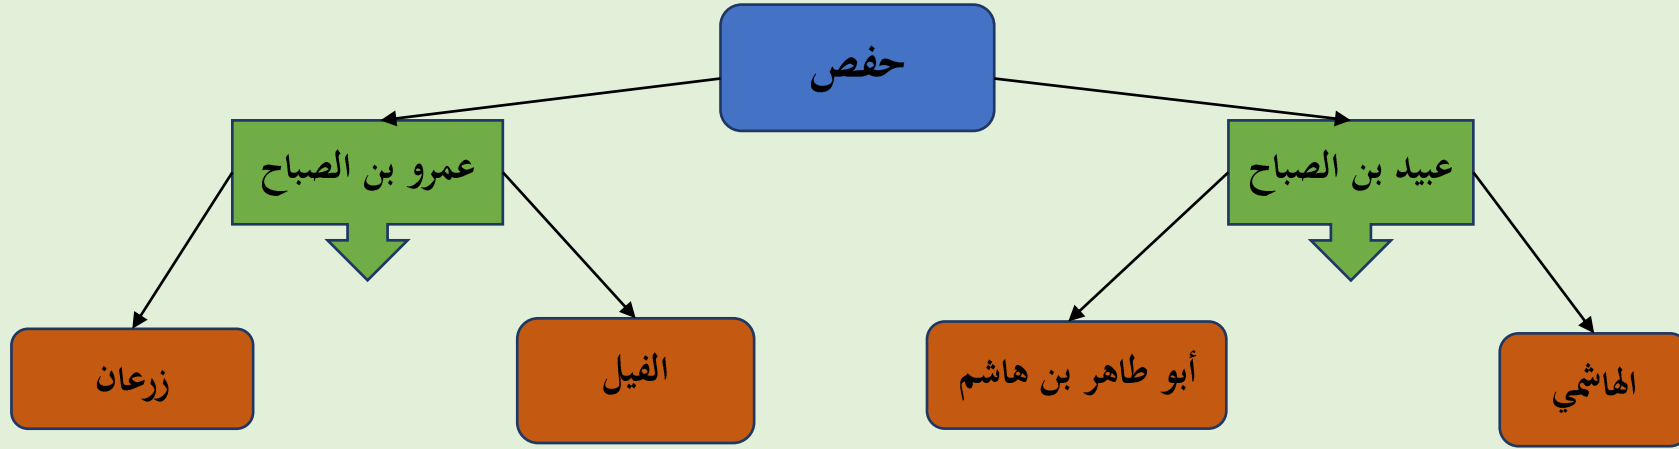 حفص
عبيد بن الصباح
عمرو بن الصباح
الهاشمي
أبو طاهر بن هاشم
الفيل
زرعان